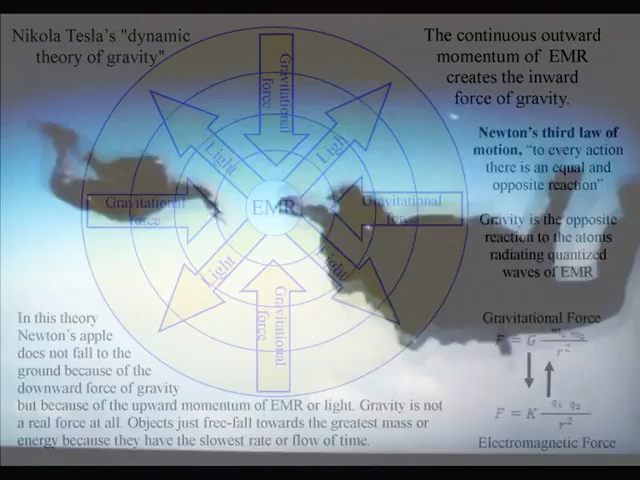 Nikola Tesla's "dynamic
theory of gravity"
The continuous outward
momentum of EMR
creates the inward
force of gravity.
Newton's third law of
motion, "to every action
there is an equal and
opposite reaction"
Gravity is the opposite
reaction to the atoms
radiating quantized
waves of EMR
Gravitational
force
Light
Light
Gravitational
force
EMR
Gravitational
force
Light
Light
Gravitational
force
In this theory
Newton's apple
does not fall to the
ground because of the
downward force of gravity
but because of the upward momentum of EMR or light. Gravity is not
a real force at all. Objects just free-fall towards the greatest mass or
energy because they have the slowest rate or flow of time.
Gravitational Force
F = G
r²
F = K q₁ q₂
r²
Electromagnetic Force